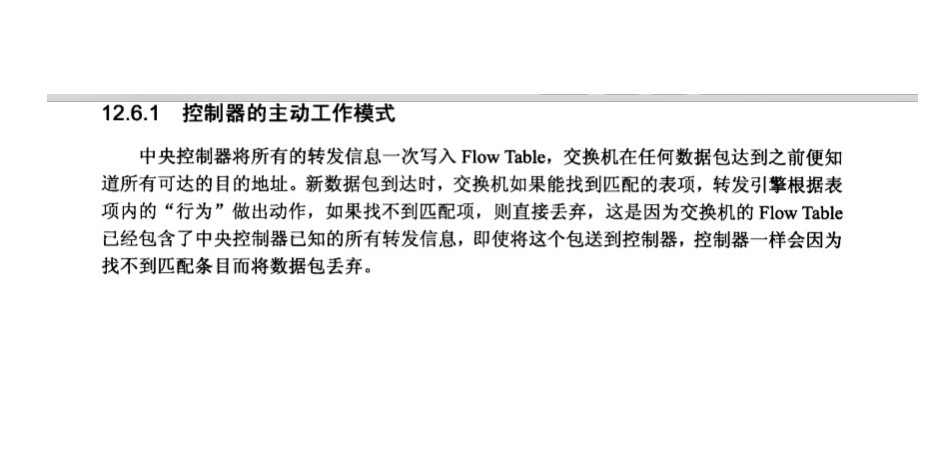 12.6.1 控制器的主动工作模式
中央控制器将所有的转发信息一次写入 Flow Table，交换机在任何数据包达到之前便知
道所有可达的目的地址。新数据包到达时，交换机如果能找到匹配的表项，转发引擎根据表
项内的“行为”做出动作，如果找不到匹配项，则直接丢弃，这是因为交换机的 Flow Table
已经包含了中央控制器已知的所有转发信息，即使将这个包送到控制器，控制器一样会因为
找不到匹配条目而将数据包丢弃。